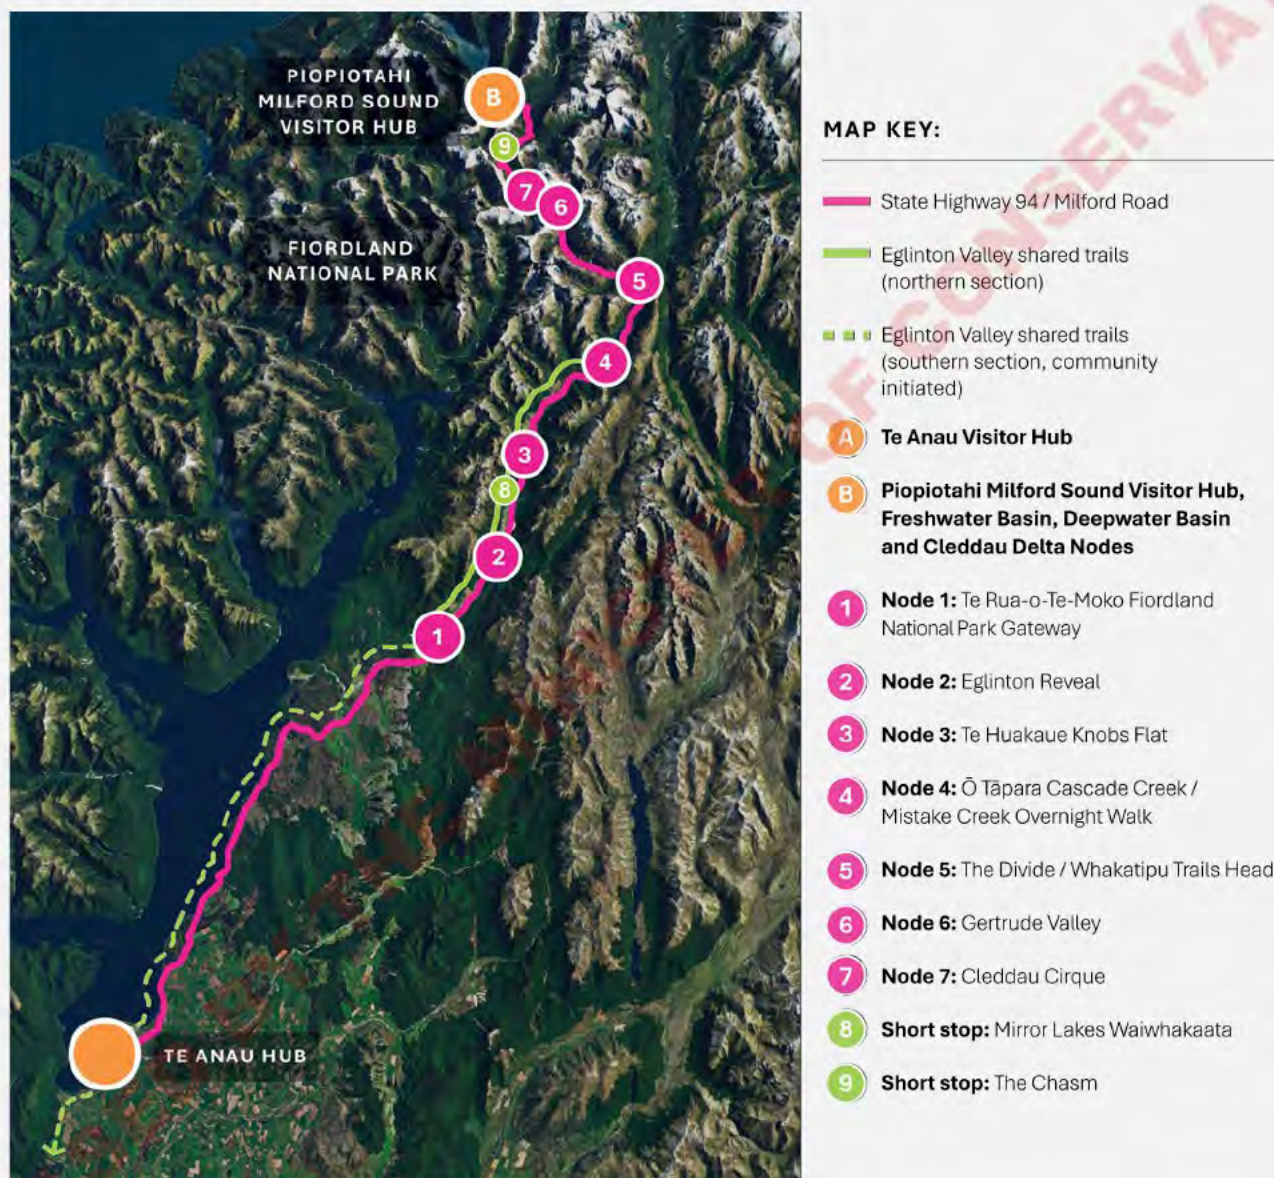 PIOPIOTAHI
MILFORD SOUND
VISITOR HUB
B
9
7
6
FIORDLAND
NATIONAL PARK
5
4
3
8
2
1
TE ANAU HUB
MAP KEY:
State Highway 94 / Milford Road
Eglinton Valley shared trails
(northern section)
Eglinton Valley shared trails
(southern section, community
initiated)
A Te Anau Visitor Hub
B Piopiotahi Milford Sound Visitor Hub,
Freshwater Basin, Deepwater Basin
and Cleddau Delta Nodes
1 Node 1: Te Rua-o-Te-Moko Fiordland
National Park Gateway
2 Node 2: Eglinton Reveal
3 Node 3: Te Huakaue Knobs Flat
4 Node 4: Ō Tāpara Cascade Creek /
Mistake Creek Overnight Walk
5 Node 5: The Divide / Whakatipu Trails Head
6 Node 6: Gertrude Valley
7 Node 7: Cleddau Cirque
8 Short stop: Mirror Lakes Waiwhakaata
9 Short stop: The Chasm
OF CONSERVA